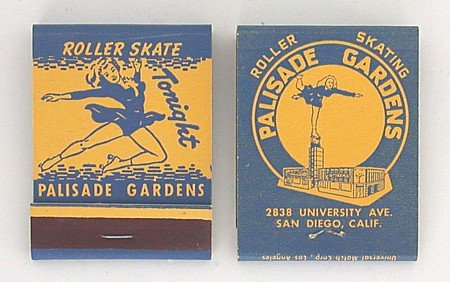 ROLLER SKATE
Tonight
PALISADE GARDENS
ROLLER SKATING
PALISADE GARDENS
2838 UNIVERSITY AVE.
SAN DIEGO, CALIF.
Universal Match Corp., Los Angeles